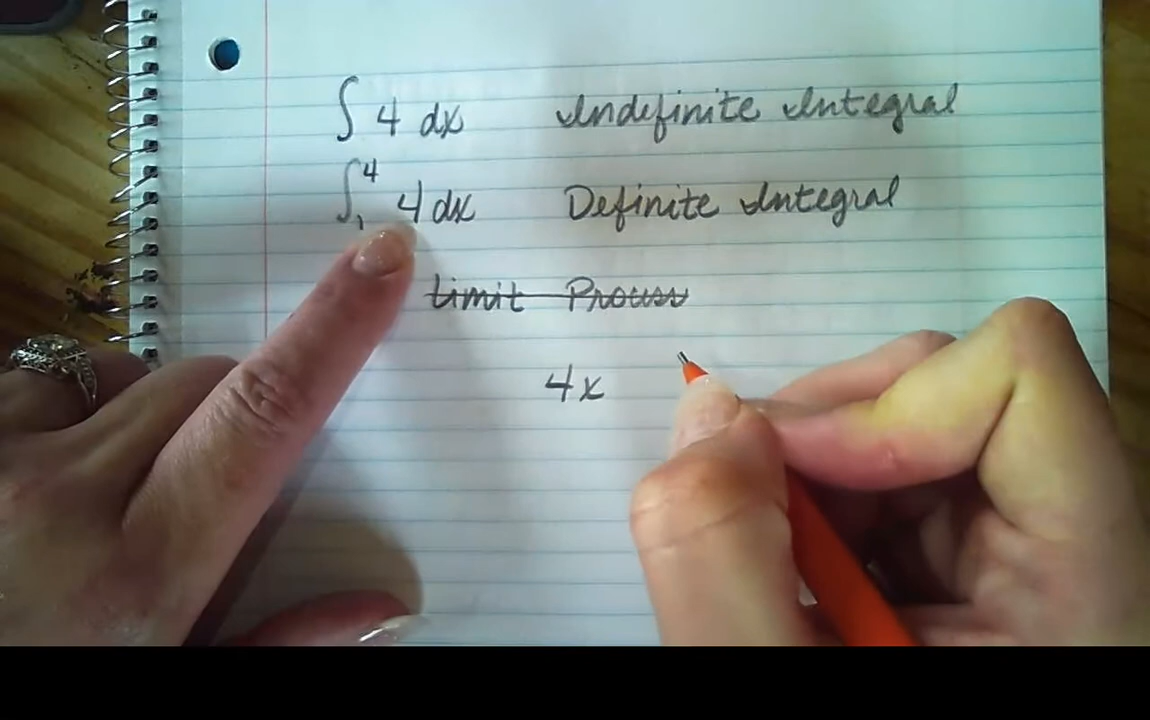 ∫ 4 dx Indefinite Integral
∫₁⁴ 4 dx Definite Integral
Limit Process
4x